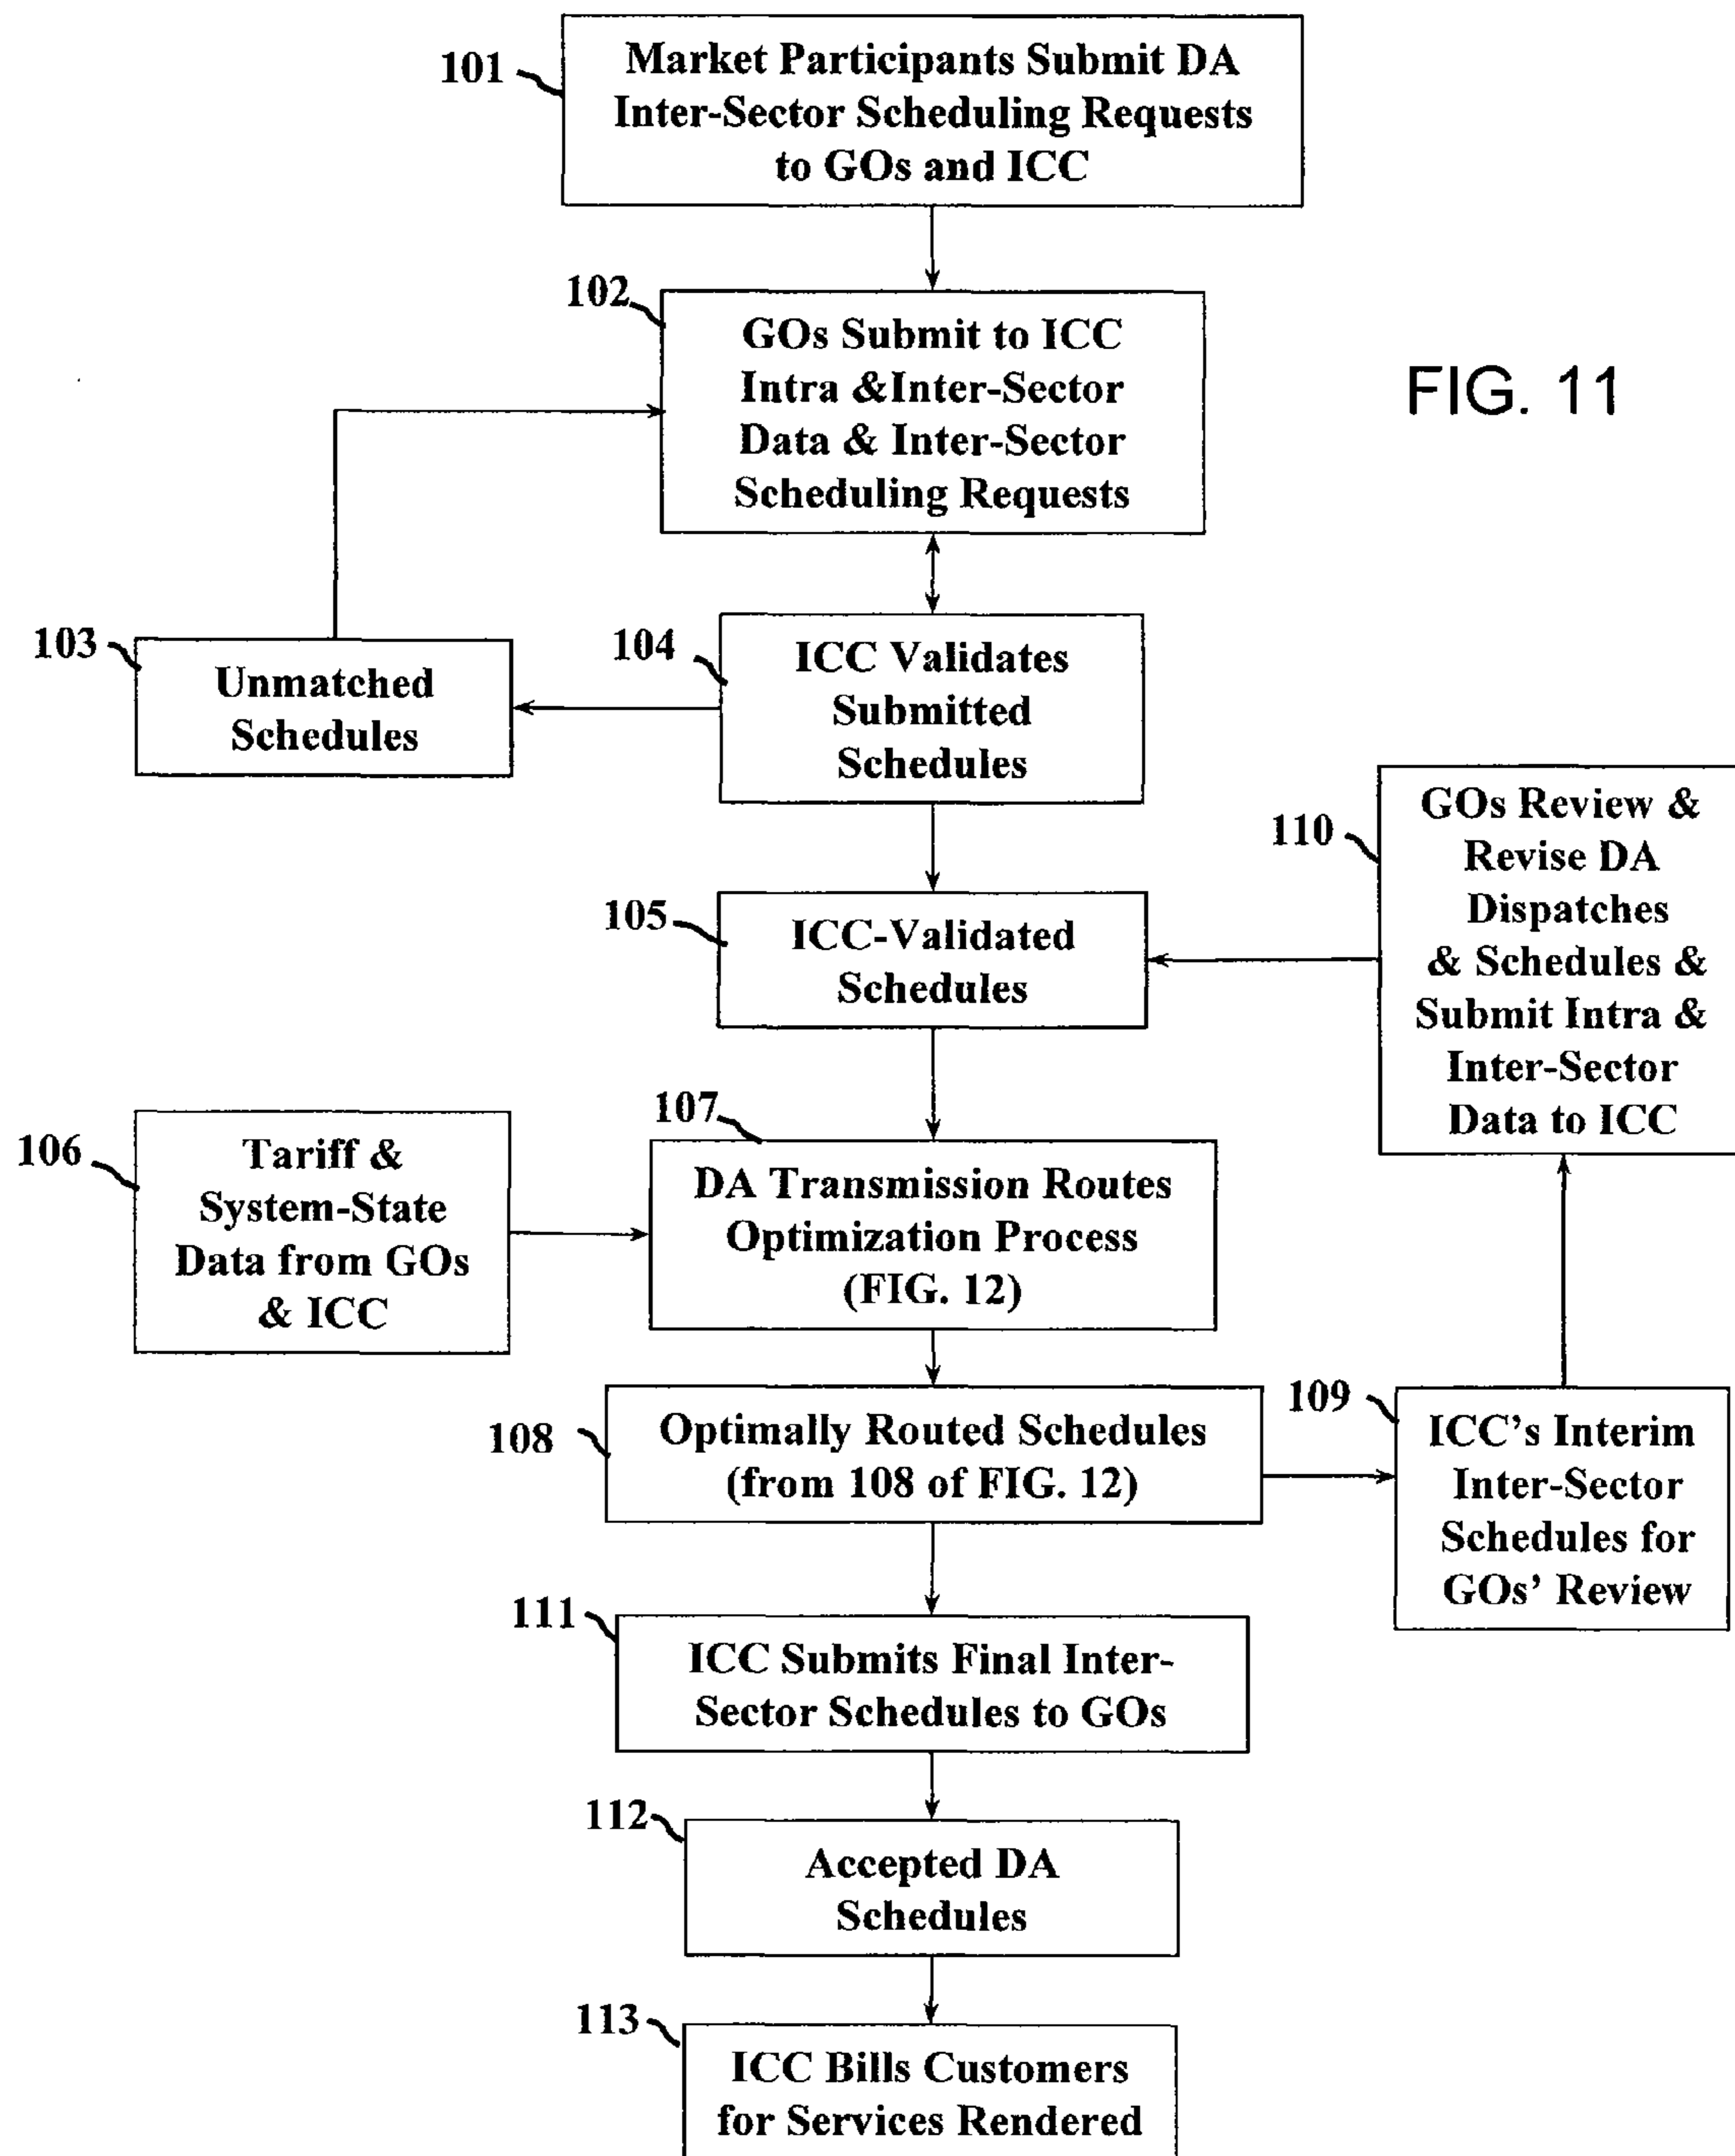 101
Market Participants Submit DA
Inter-Sector Scheduling Requests
to GOs and ICC
102
GOs Submit to ICC
Intra &Inter-Sector
Data & Inter-Sector
Scheduling Requests
FIG. 11
103
Unmatched
Schedules
104
ICC Validates
Submitted
Schedules
105
ICC-Validated
Schedules
110
GOs Review &
Revise DA
Dispatches
& Schedules &
Submit Intra &
Inter-Sector
Data to ICC
106
Tariff &
System-State
Data from GOs
& ICC
107
DA Transmission Routes
Optimization Process
(FIG. 12)
108
Optimally Routed Schedules
(from 108 of FIG. 12)
109
ICC's Interim
Inter-Sector
Schedules for
GOs' Review
111
ICC Submits Final Inter-
Sector Schedules to GOs
112
Accepted DA
Schedules
113
ICC Bills Customers
for Services Rendered